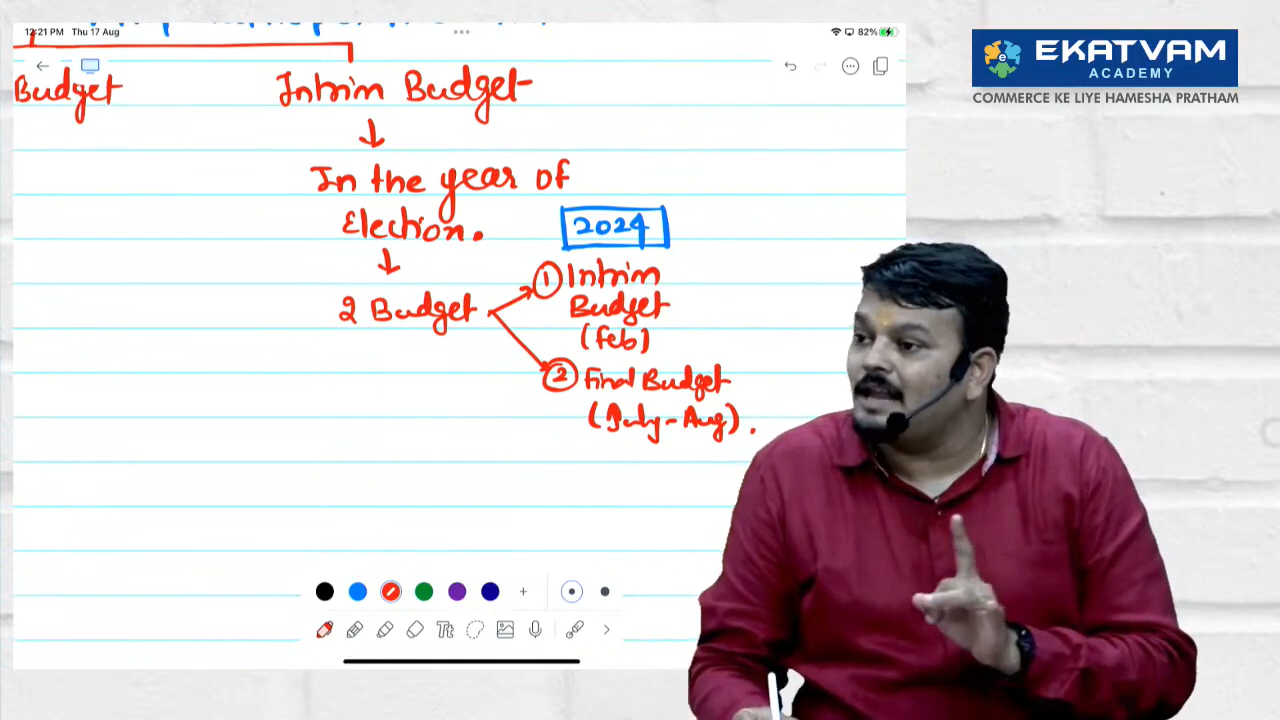 12:21 PM Thu 17 Aug
82%
EKATVAM
ACADEMY
COMMERCE KE LIYE HAMESHA PRATHAM
Budget
Intrim Budget
In the year of
Election.
2024
2 Budget
① Intrim
Budget
(Feb)
② Final Budget
(July-Aug).
Tt